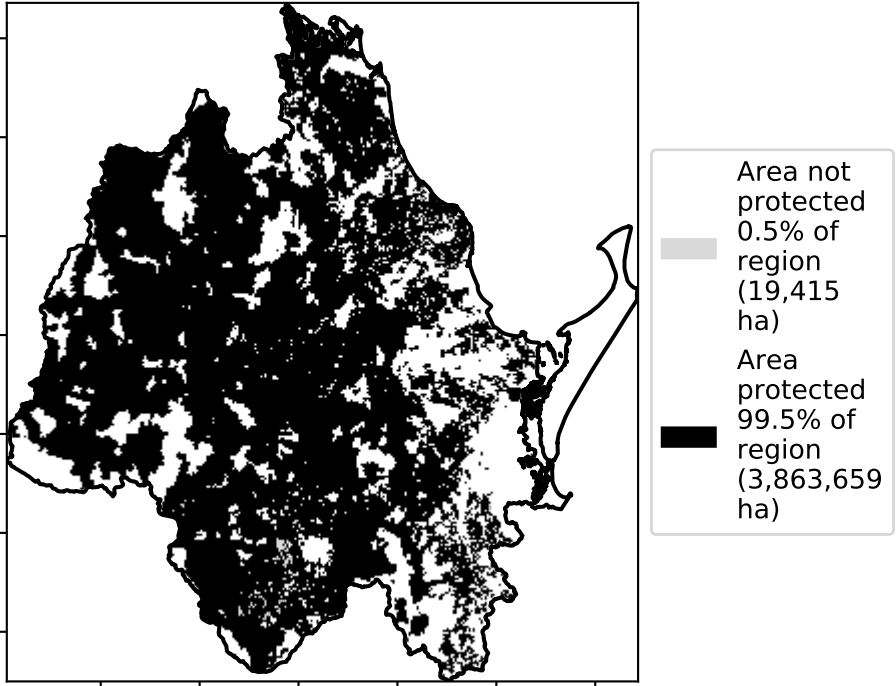 Area not
protected
0.5% of
region
(19,415
ha)
Area
protected
99.5% of
region
(3,863,659
ha)